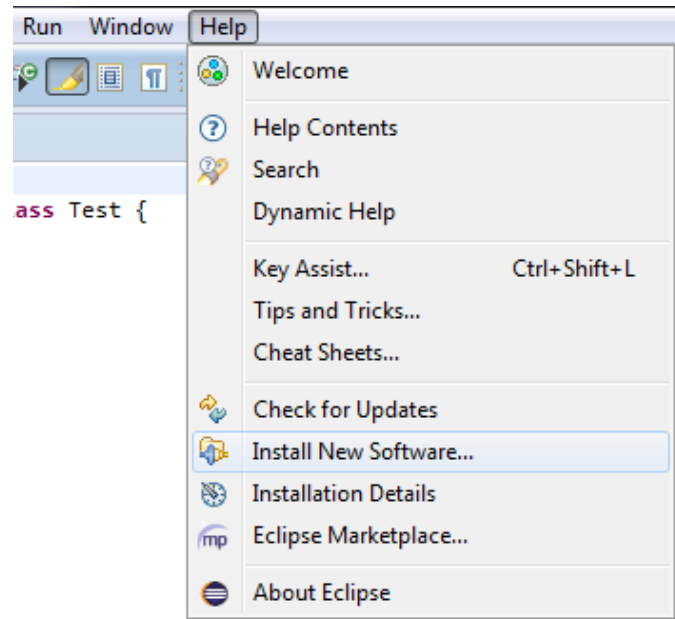 Run Window Help
Welcome
Help Contents
Search
ass Test {
Dynamic Help
Key Assist... Ctrl+Shift+L
Tips and Tricks...
Cheat Sheets...
Check for Updates
Install New Software...
Installation Details
mp Eclipse Marketplace...
About Eclipse